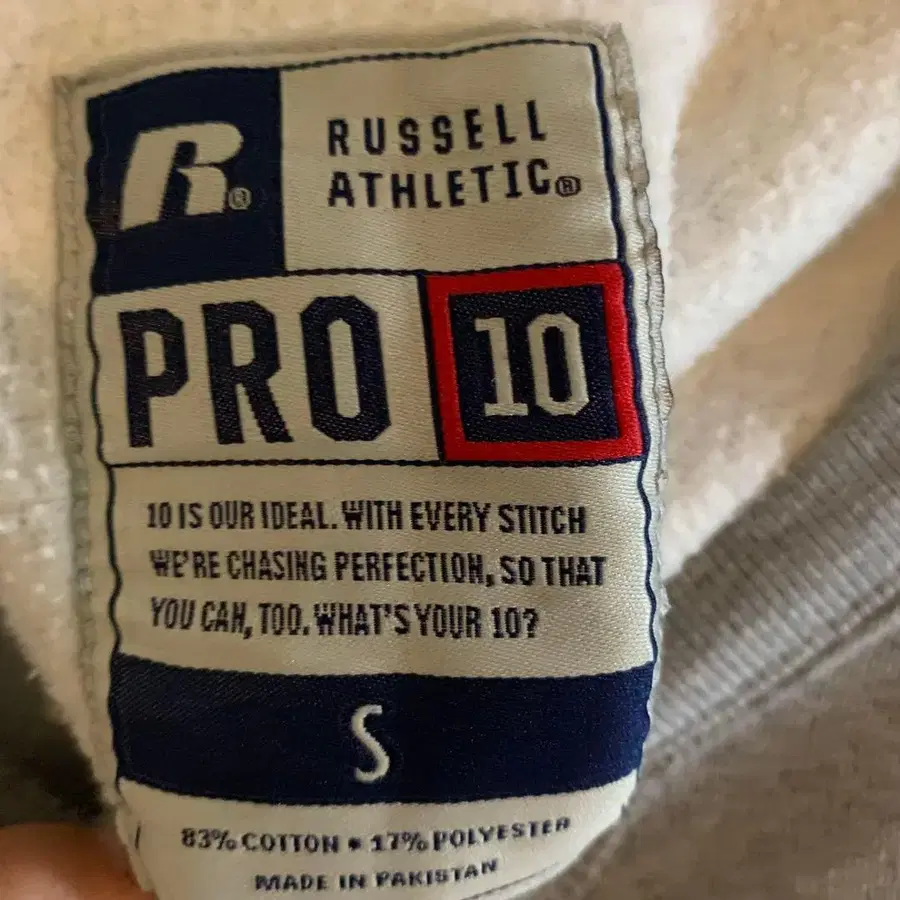 R®
RUSSELL
ATHLETIC®
PRO 10
10 IS OUR IDEAL. WITH EVERY STITCH
WE'RE CHASING PERFECTION, SO THAT
YOU CAN, TOO. WHAT'S YOUR 10?
S
83% COTTON • 17% POLYESTER
MADE IN PAKISTAN